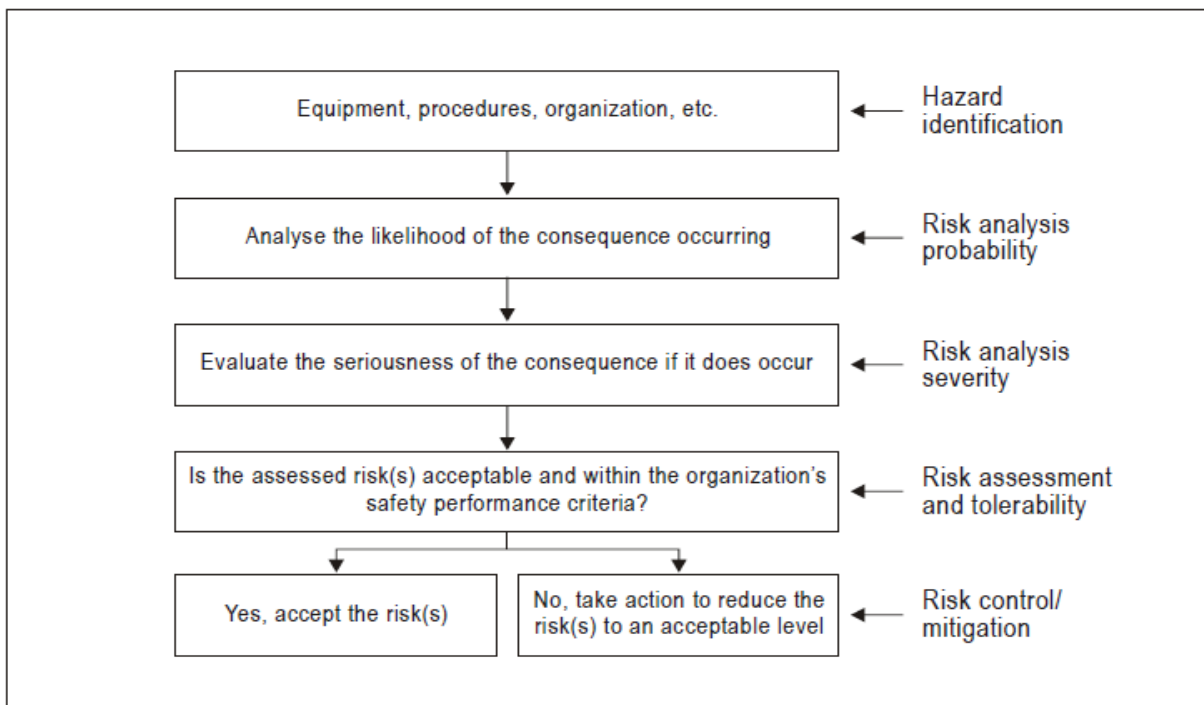 Equipment, procedures, organization, etc.
Hazard
identification
Analyse the likelihood of the consequence occurring
Risk analysis
probability
Evaluate the seriousness of the consequence if it does occur
Risk analysis
severity
Is the assessed risk(s) acceptable and within the organization's
safety performance criteria?
Risk assessment
and tolerability
Yes, accept the risk(s)
No, take action to reduce the
risk(s) to an acceptable level
Risk control/
mitigation